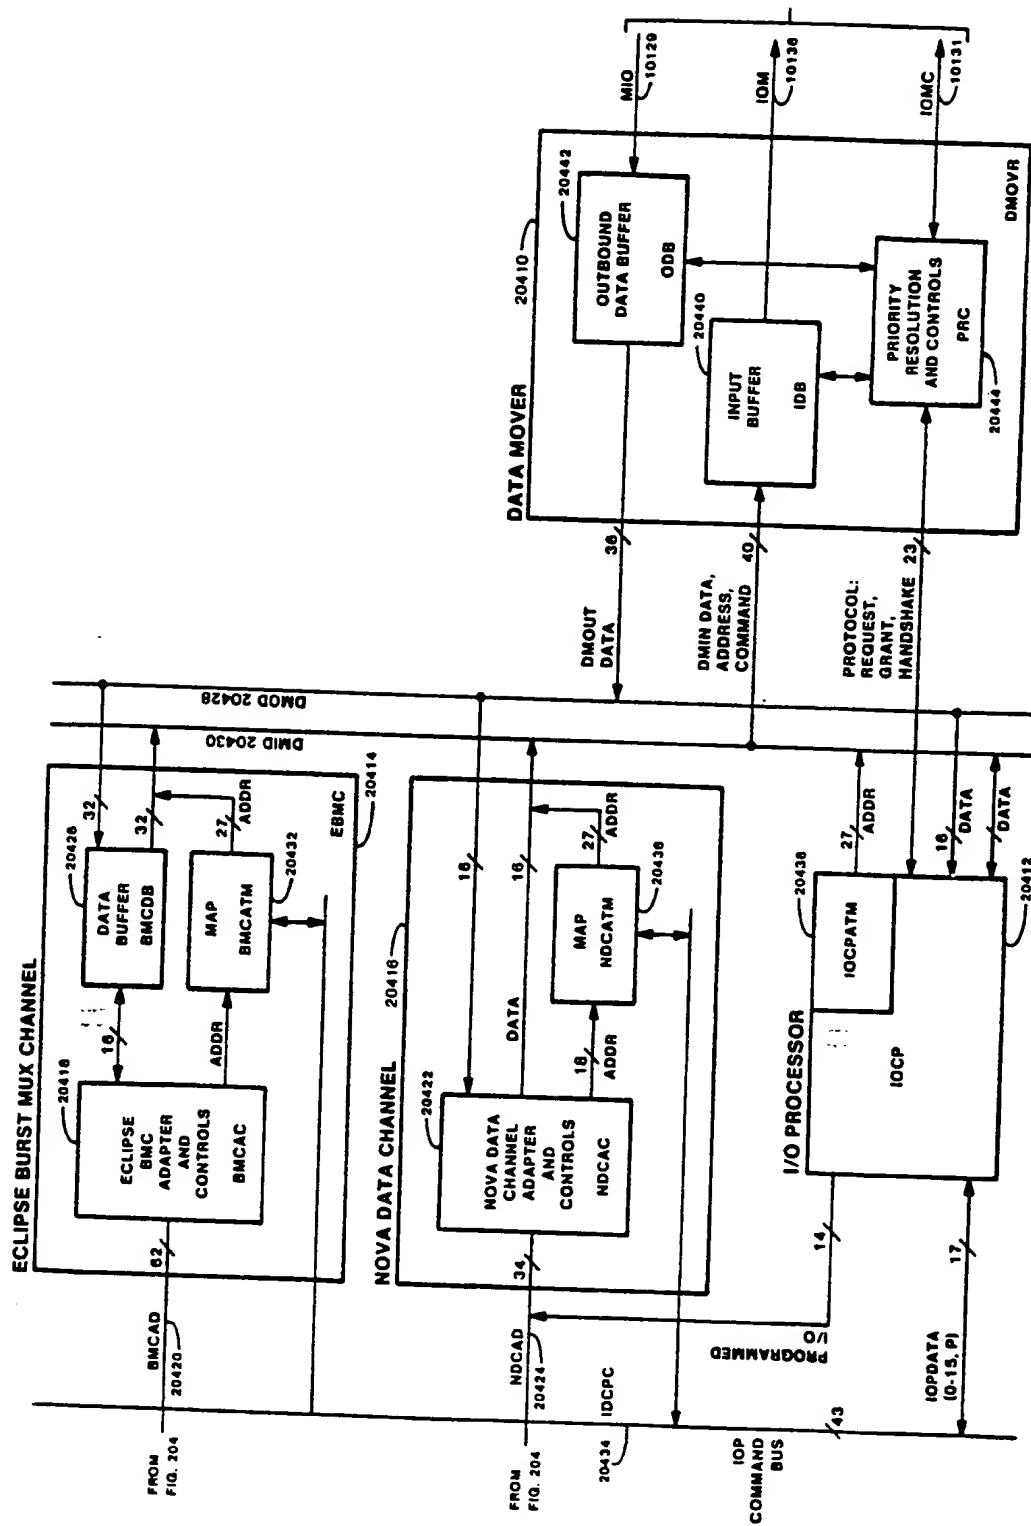 ECLIPSE BURST MUX CHANNEL
FROM
FIG. 204
BMCAD
20420
62
20418
ECLIPSE
BMC
ADAPTER
AND
CONTROLS
BMCAC
16
ADDR
20426
DATA
BUFFER
BMCDB
MAP
BMCATM
20432
32
32
27
ADDR
EBMC
20414
DMID 20430
DMOD 20428
NOVA DATA CHANNEL
20416
FROM
FIG. 204
NDCAD
20424
34
20422
NOVA DATA
CHANNEL
ADAPTER
AND
CONTROLS
NDCAC
16
DATA
16
18
ADDR
MAP
NDCATM
20436
27
ADDR
IDCPC
20434
PROGRAMMED
I/O
14
IOP
COMMAND
BUS
43
IOPDATA
(0-15, P)
17
I/O PROCESSOR
IOCPATM
20438
IOCP
20412
27
ADDR
16
DATA
DATA
DMOUT
DATA
36
DMIN DATA,
ADDRESS,
COMMAND
40
PROTOCOL:
REQUEST,
GRANT,
HANDSHAKE
23
DATA MOVER
20410
OUTBOUND
DATA BUFFER
ODB
20442
20440
INPUT
BUFFER
IDB
PRIORITY
RESOLUTION
AND CONTROLS
PRC
20444
DMOVR
MIO
10129
IOM
10136
IOMC
10131